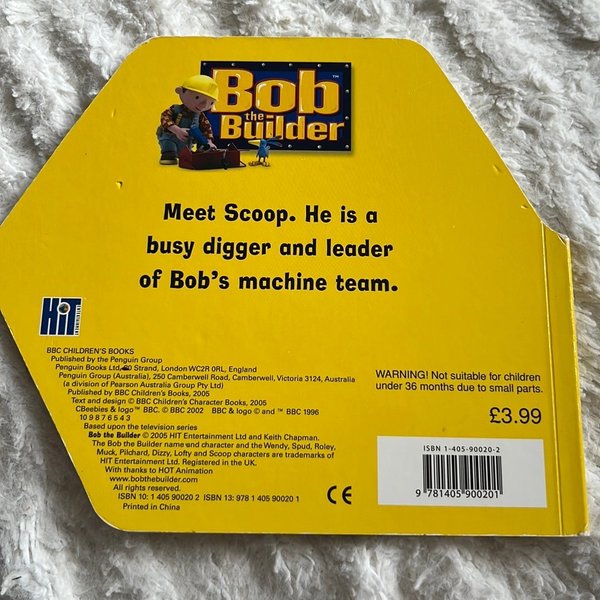 Bob
the
Builder™
Meet Scoop. He is a
busy digger and leader
of Bob's machine team.
HiT
ENTERTAINMENT
BBC CHILDREN'S BOOKS
Published by the Penguin Group
Penguin Books Ltd, 80 Strand, London WC2R 0RL, England
Penguin Group (Australia), 250 Camberwell Road, Camberwell, Victoria 3124, Australia
(a division of Pearson Australia Group Pty Ltd)
Published by BBC Children's Books, 2005
Text and design © BBC Children's Character Books, 2005
CBeebies & logo™ BBC. © BBC 2002 BBC & logo © and ™ BBC 1996
10 9 8 7 6 5 4 3
Based upon the television series
Bob the Builder © 2005 HIT Entertainment Ltd and Keith Chapman.
The Bob the Builder name and character and the Wendy, Spud, Roley,
Muck, Pilchard, Dizzy, Lofty and Scoop characters are trademarks of
HIT Entertainment Ltd. Registered in the UK.
With thanks to HOT Animation
www.bobthebuilder.com
All rights reserved.
ISBN 10: 1 405 90020 2 ISBN 13: 978 1 405 90020 1
Printed in China
CE
WARNING! Not suitable for children
under 36 months due to small parts.
£3.99
ISBN 1-405-90020-2
9 781405 900201